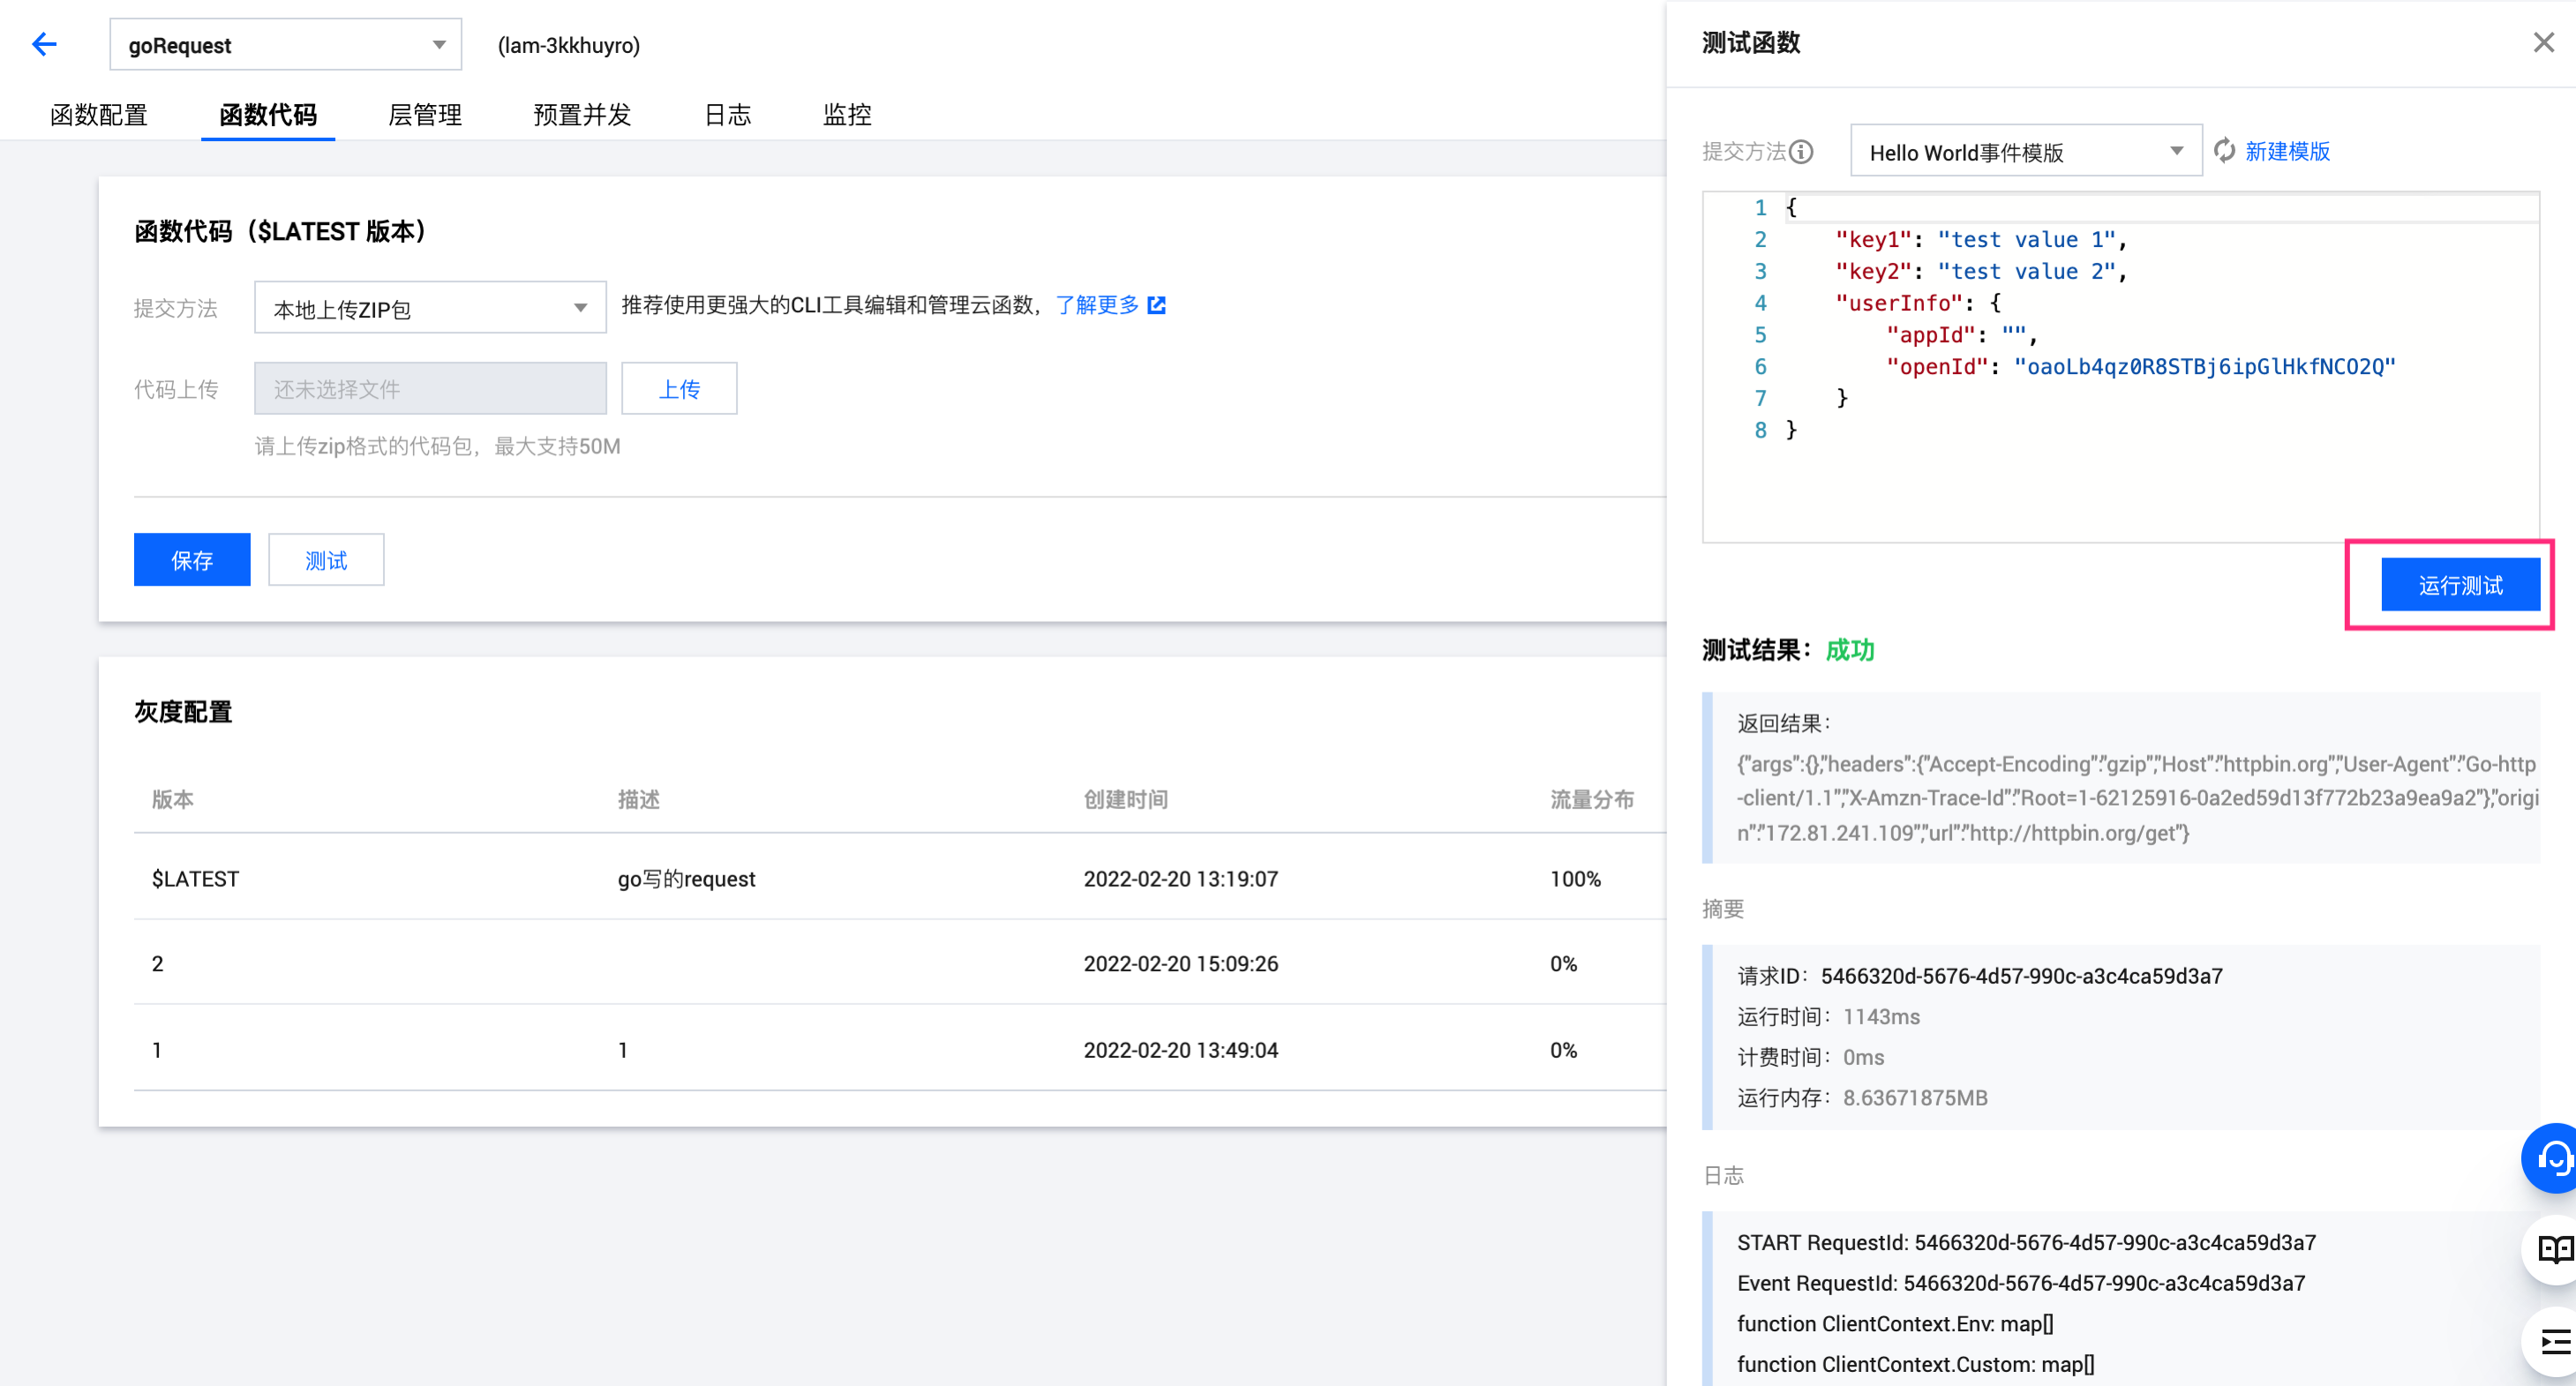 goRequest
(lam-3kkhuyro)
函数配置
函数代码
层管理
预置并发
日志
监控
函数代码（$LATEST 版本）
提交方法
本地上传ZIP包
推荐使用更强大的CLI工具编辑和管理云函数，了解更多
代码上传
还未选择文件
上传
请上传zip格式的代码包，最大支持50M
保存
测试
灰度配置
版本 描述 创建时间 流量分布
$LATEST go写的request 2022-02-20 13:19:07 100%
2 2022-02-20 15:09:26 0%
1 1 2022-02-20 13:49:04 0%
测试函数
提交方法
Hello World事件模版
新建模版
1 {
2 "key1": "test value 1",
3 "key2": "test value 2",
4 "userInfo": {
5 "appId": "",
6 "openId": "oaoLb4qz0R8STBj6ipGlHkfNCO2Q"
7 }
8 }
运行测试
测试结果：成功
返回结果：
{"args":{},"headers":{"Accept-Encoding":"gzip","Host":"httpbin.org","User-Agent":"Go-http
-client/1.1","X-Amzn-Trace-Id":"Root=1-62125916-0a2ed59d13f772b23a9ea9a2"},"origi
n":"172.81.241.109","url":"http://httpbin.org/get"}
摘要
请求ID：5466320d-5676-4d57-990c-a3c4ca59d3a7
运行时间：1143ms
计费时间：0ms
运行内存：8.63671875MB
日志
START RequestId: 5466320d-5676-4d57-990c-a3c4ca59d3a7
Event RequestId: 5466320d-5676-4d57-990c-a3c4ca59d3a7
function ClientContext.Env: map[]
function ClientContext.Custom: map[]